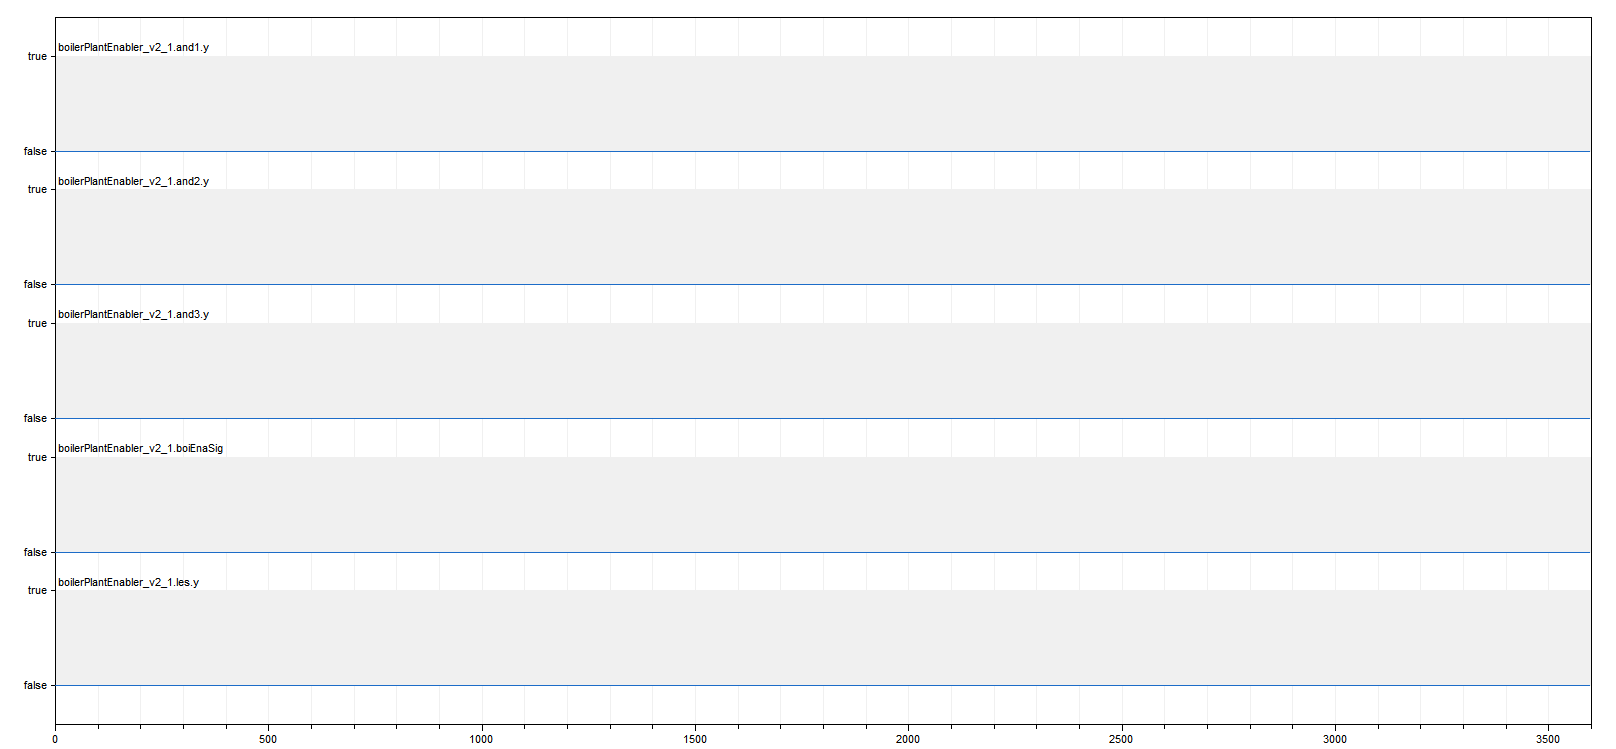 boilerPlantEnabler_v2_1.and1.y
true
false
boilerPlantEnabler_v2_1.and2.y
true
false
boilerPlantEnabler_v2_1.and3.y
true
false
boilerPlantEnabler_v2_1.boiEnaSig
true
false
boilerPlantEnabler_v2_1.les.y
true
false
0 500 1000 1500 2000 2500 3000 3500